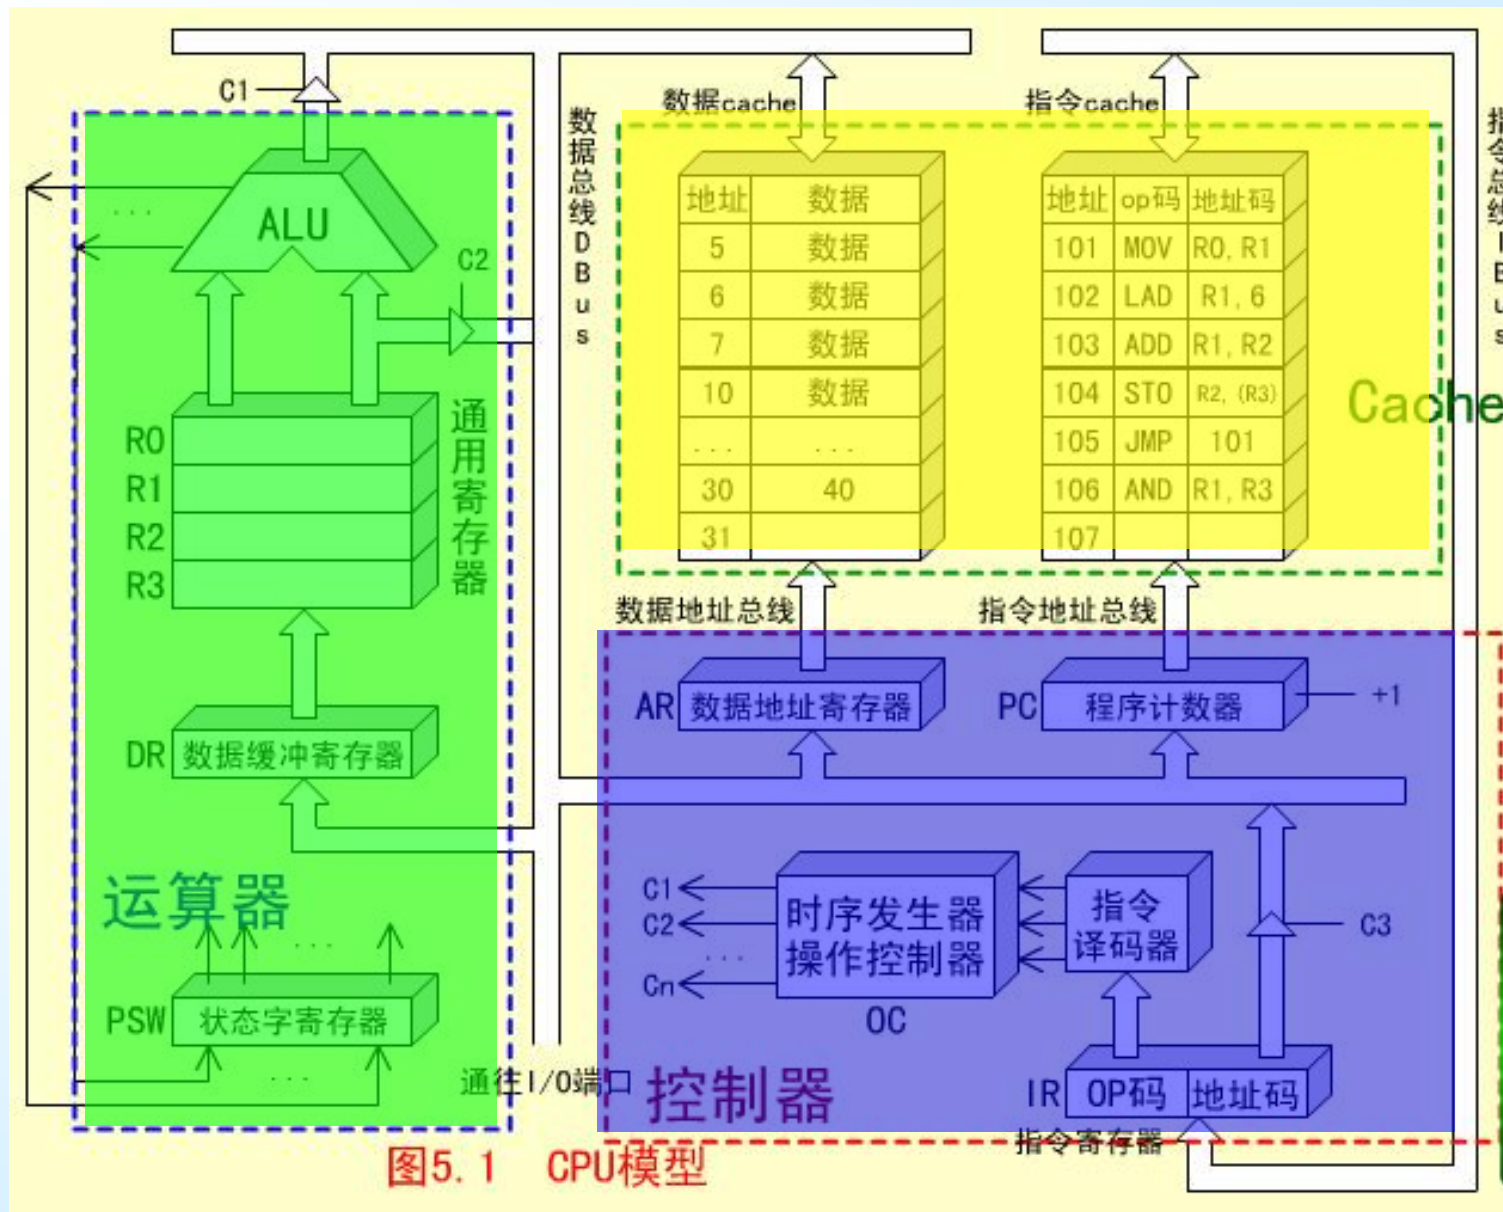 C1
数据cache
指令cache
数据总线DBus
ALU
C2
通用寄存器
R0
R1
R2
R3
DR 数据缓冲寄存器
运算器
...
PSW 状态字寄存器
...
地址 数据
5 数据
6 数据
7 数据
10 数据
... ...
30 40
31
地址 op码 地址码
101 MOV R0, R1
102 LAD R1, 6
103 ADD R1, R2
104 STO R2, (R3)
105 JMP 101
106 AND R1, R3
107
Cache
数据地址总线
指令地址总线
AR 数据地址寄存器
PC 程序计数器
+1
C1
C2
...
Cn
时序发生器
操作控制器
OC
指令
译码器
C3
通往I/O端口
控制器
IR OP码 地址码
指令寄存器
图5.1 CPU模型